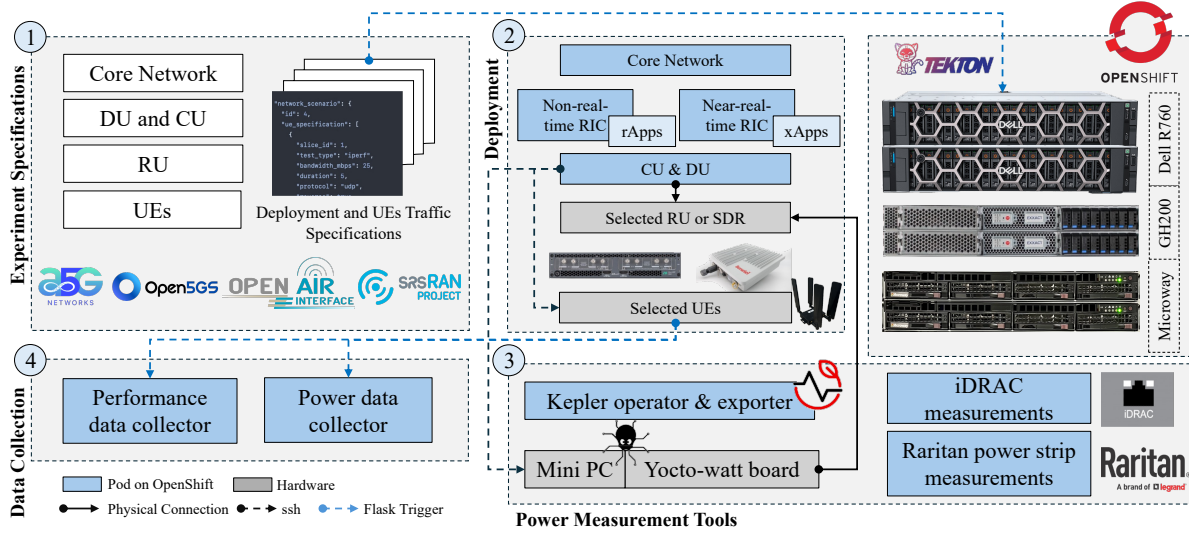 1
Experiment Specifications
Core Network
DU and CU
RU
UEs
"network_scenario": {
"id": 4,
"ue_specification": [
{
"slice_id": 1,
"test_type": "iperf",
"bandwidth_mbps": 25,
"duration": 5,
"protocol": "udp",
Deployment and UEs Traffic
Specifications
a5G
NETWORKS
Open5GS
OPEN AIR
INTERFACE
srsRAN
PROJECT
2
Deployment
Core Network
Non-real-
time RIC
rApps
Near-real-
time RIC
xApps
CU & DU
Selected RU or SDR
Selected UEs
TEKTON
OPENSHIFT
DELL
DELL
Dell R760
GH200
Microway
3
Kepler operator & exporter
Mini PC
Yocto-watt board
iDRAC
measurements
iDRAC
Raritan power strip
measurements
Raritan
A brand of legrand
Power Measurement Tools
4
Data Collection
Performance
data collector
Power data
collector
Pod on OpenShift
Hardware
Physical Connection
ssh
Flask Trigger